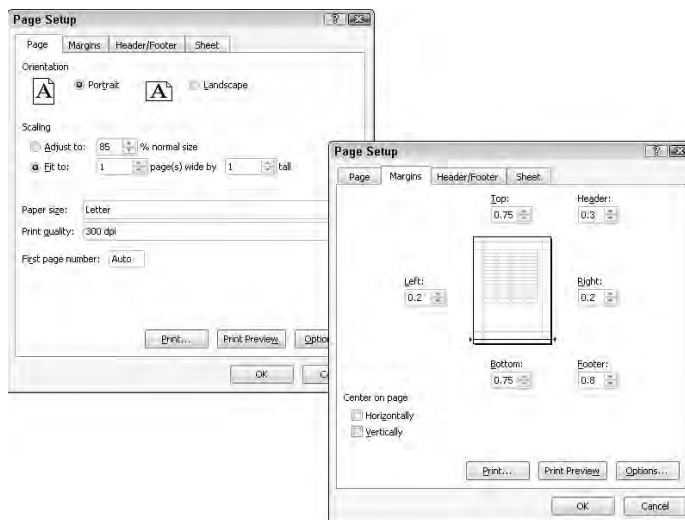 Page Setup
Page Margins Header/Footer Sheet
Orientation
A Portrait A Landscape
Scaling
Adjust to: 85 % normal size
Fit to: 1 page(s) wide by 1 tall
Paper size: Letter
Print quality: 300 dpi
First page number: Auto
Print... Print Preview Optio
OK C
Page Setup
Page Margins Header/Footer Sheet
Top: Header:
0.75 0.3
Left: Right:
0.2 0.2
Bottom: Footer:
0.75 0.8
Center on page
Horizontally
Vertically
Print... Print Preview Options...
OK Cancel